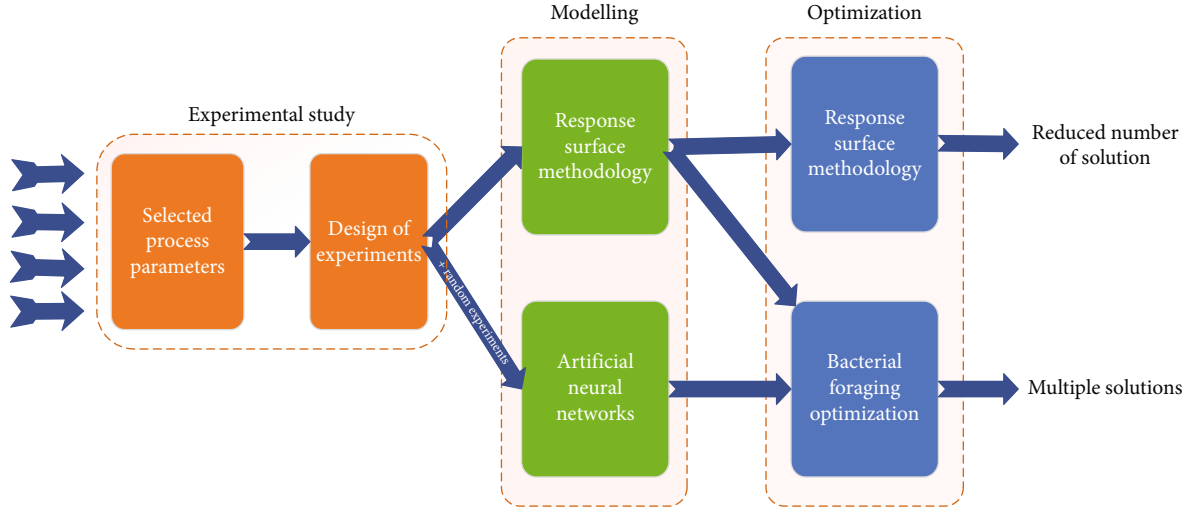 Modelling
Optimization
Experimental study
Selected
process
parameters
Design of
experiments
+ random experiments
Response
surface
methodology
Artificial
neural
networks
Response
surface
methodology
Bacterial
foraging
optimization
Reduced number
of solution
Multiple solutions